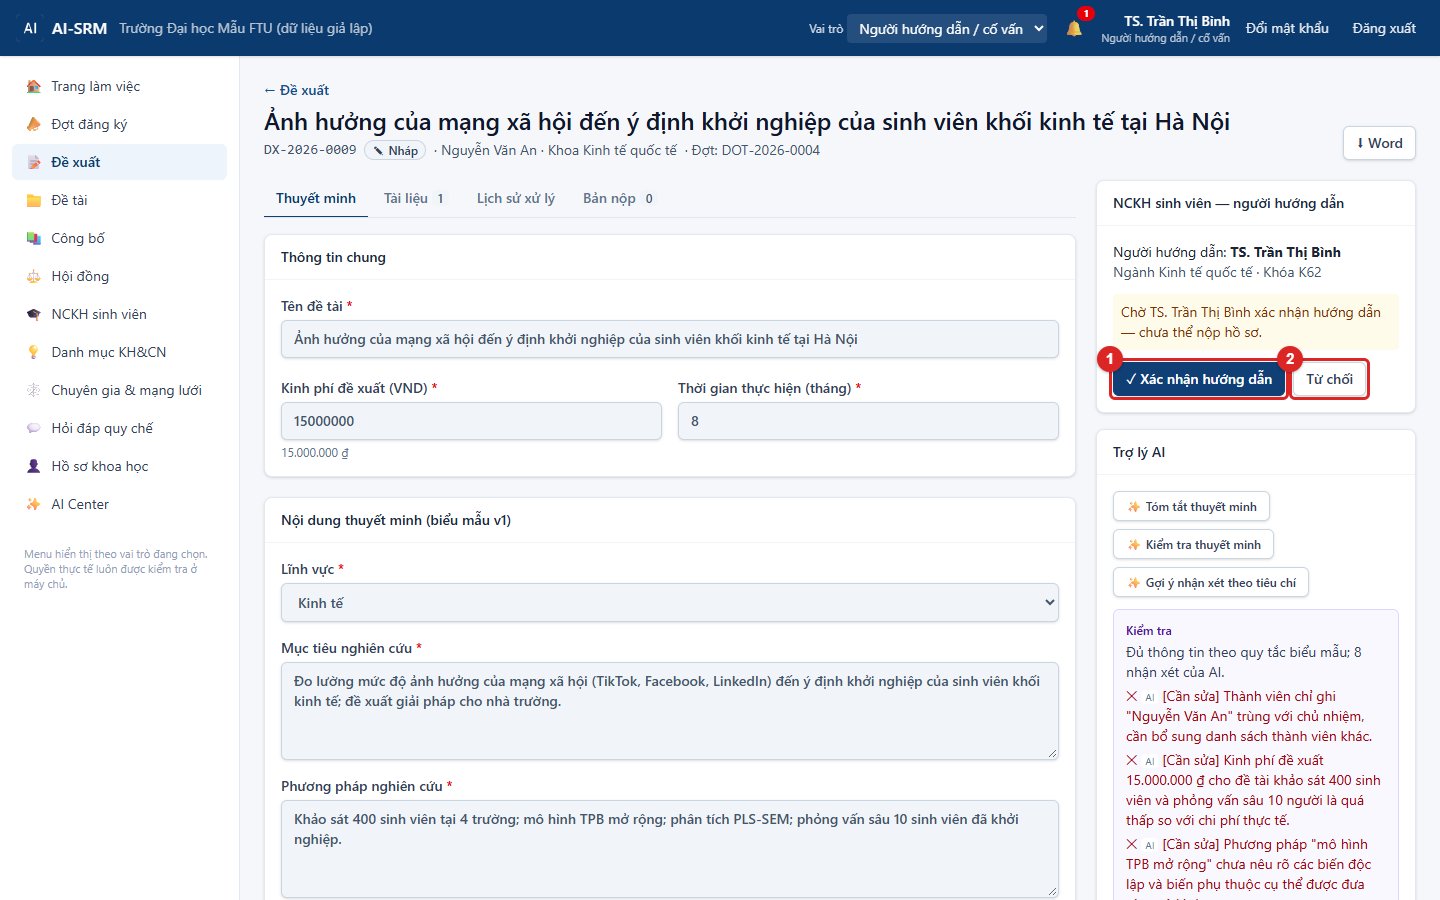 AI AI-SRM Trường Đại học Mẫu FTU (dữ liệu giả lập)
Vai trò Người hướng dẫn / cố vấn
1
TS. Trần Thị Bình
Người hướng dẫn / cố vấn
Đổi mật khẩu
Đăng xuất
Trang làm việc
Đợt đăng ký
Đề xuất
Đề tài
Công bố
Hội đồng
NCKH sinh viên
Danh mục KH&CN
Chuyên gia & mạng lưới
Hỏi đáp quy chế
Hồ sơ khoa học
AI Center
Menu hiển thị theo vai trò đang chọn.
Quyền thực tế luôn được kiểm tra ở
máy chủ.
← Đề xuất
Ảnh hưởng của mạng xã hội đến ý định khởi nghiệp của sinh viên khối kinh tế tại Hà Nội
DX-2026-0009 Nháp · Nguyễn Văn An · Khoa Kinh tế quốc tế · Đợt: DOT-2026-0004
⬇ Word
Thuyết minh Tài liệu 1 Lịch sử xử lý Bản nộp 0
Thông tin chung
Tên đề tài *
Ảnh hưởng của mạng xã hội đến ý định khởi nghiệp của sinh viên khối kinh tế tại Hà Nội
Kinh phí đề xuất (VND) * Thời gian thực hiện (tháng) *
15000000 8
15.000.000 ₫
Nội dung thuyết minh (biểu mẫu v1)
Lĩnh vực *
Kinh tế
Mục tiêu nghiên cứu *
Đo lường mức độ ảnh hưởng của mạng xã hội (TikTok, Facebook, LinkedIn) đến ý định khởi nghiệp của sinh viên khối
kinh tế; đề xuất giải pháp cho nhà trường.
Phương pháp nghiên cứu *
Khảo sát 400 sinh viên tại 4 trường; mô hình TPB mở rộng; phân tích PLS-SEM; phỏng vấn sâu 10 sinh viên đã khởi
nghiệp.
NCKH sinh viên — người hướng dẫn
Người hướng dẫn: TS. Trần Thị Bình
Ngành Kinh tế quốc tế · Khóa K62
Chờ TS. Trần Thị Bình xác nhận hướng dẫn
— chưa thể nộp hồ sơ.
1 2
✓ Xác nhận hướng dẫn Từ chối
Trợ lý AI
Tóm tắt thuyết minh
Kiểm tra thuyết minh
Gợi ý nhận xét theo tiêu chí
Kiểm tra
Đủ thông tin theo quy tắc biểu mẫu; 8
nhận xét của AI.
✕ AI [Cần sửa] Thành viên chỉ ghi
"Nguyễn Văn An" trùng với chủ nhiệm,
cần bổ sung danh sách thành viên khác.
✕ AI [Cần sửa] Kinh phí đề xuất
15.000.000 ₫ cho đề tài khảo sát 400 sinh
viên và phỏng vấn sâu 10 người là quá
thấp so với chi phí thực tế.
✕ AI [Cần sửa] Phương pháp "mô hình
TPB mở rộng" chưa nêu rõ các biến độc
lập và biến phụ thuộc cụ thể được đưa